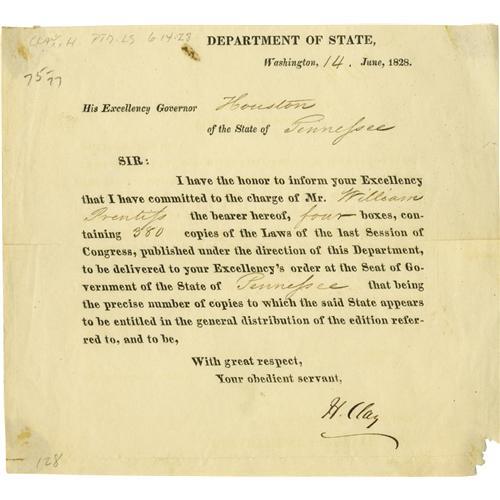 CLAY, H. PTD. LS 6-14-28
75-77
DEPARTMENT OF STATE,
Washington, 14. June, 1828.
His Excellency Governor Houston
of the State of Tennessee
SIR:
I have the honor to inform your Excellency
that I have committed to the charge of Mr. William
Prentiss the bearer hereof, four boxes, con-
taining 380 copies of the Laws of the last Session of
Congress, published under the direction of this Department,
to be delivered to your Excellency's order at the Seat of Go-
vernment of the State of Tennessee that being
the precise number of copies to which the said State appears
to be entitled in the general distribution of the edition refer-
red to, and to be,
With great respect,
Your obedient servant,
H. Clay
128